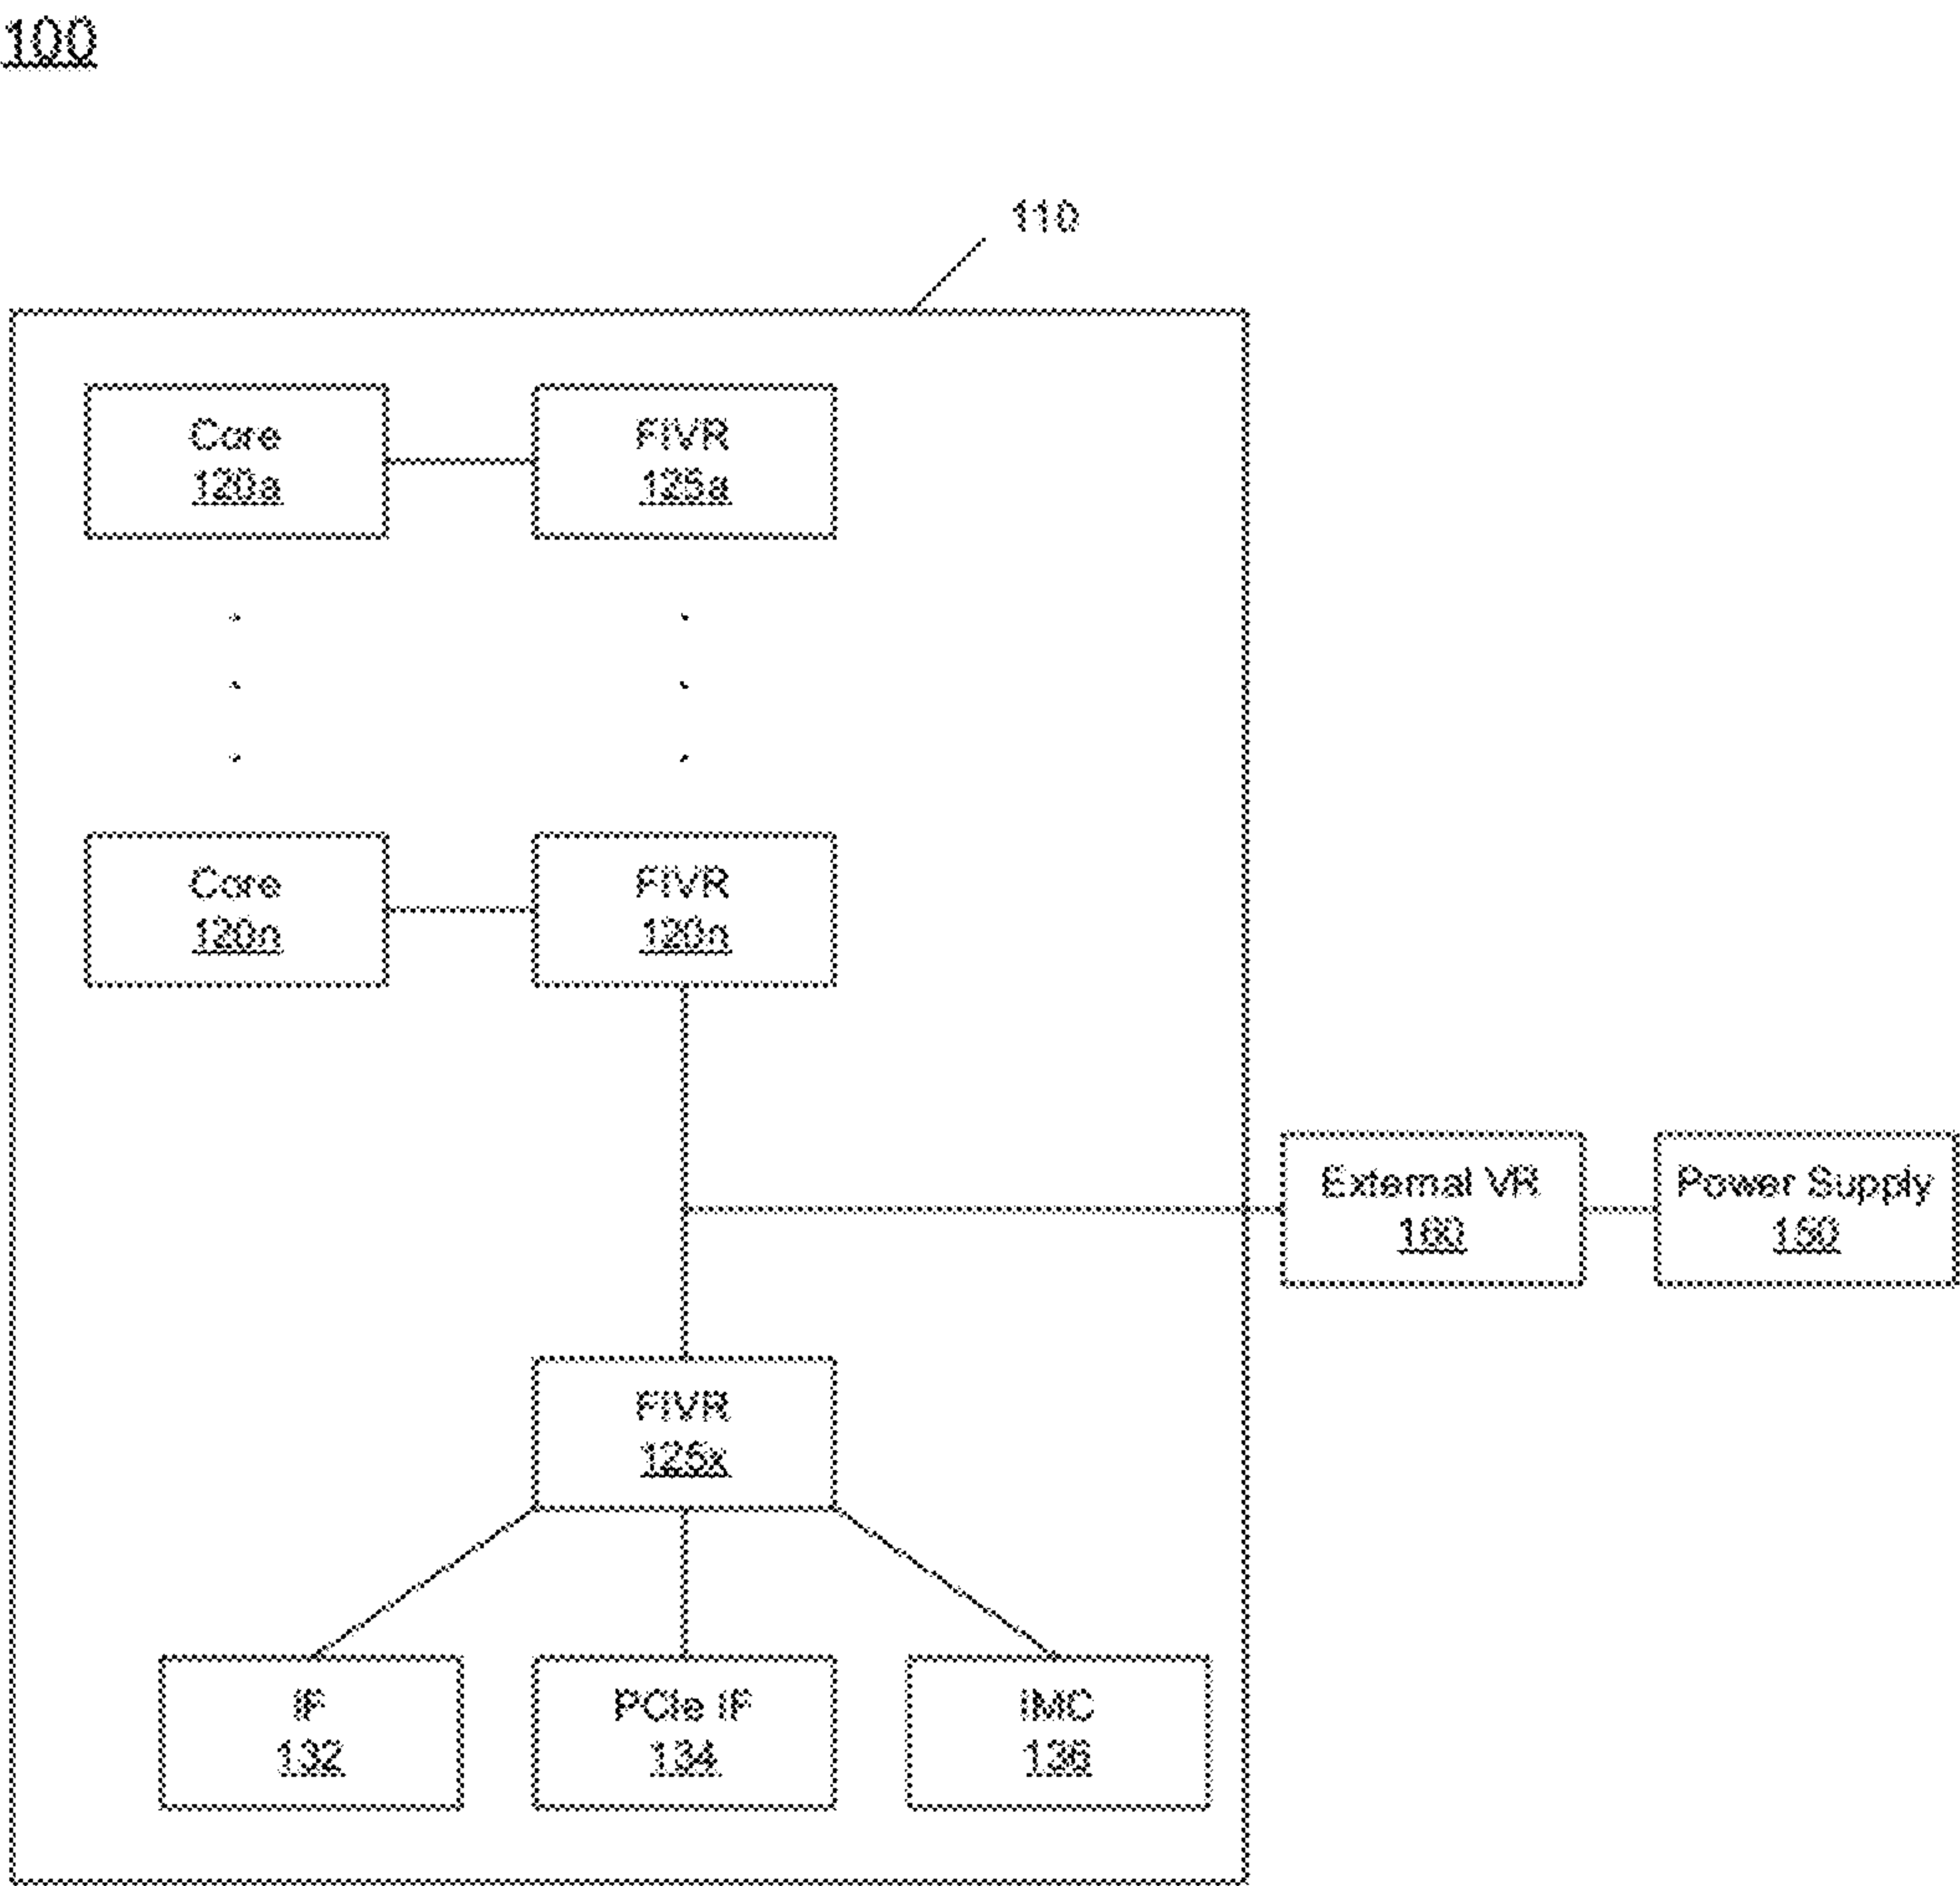 100
110
Core
120a
FIVR
125a
Core
120n
FIVR
120n
External VR
160
Power Supply
150
FIVR
125x
IF
132
PCIe IF
134
IMC
136